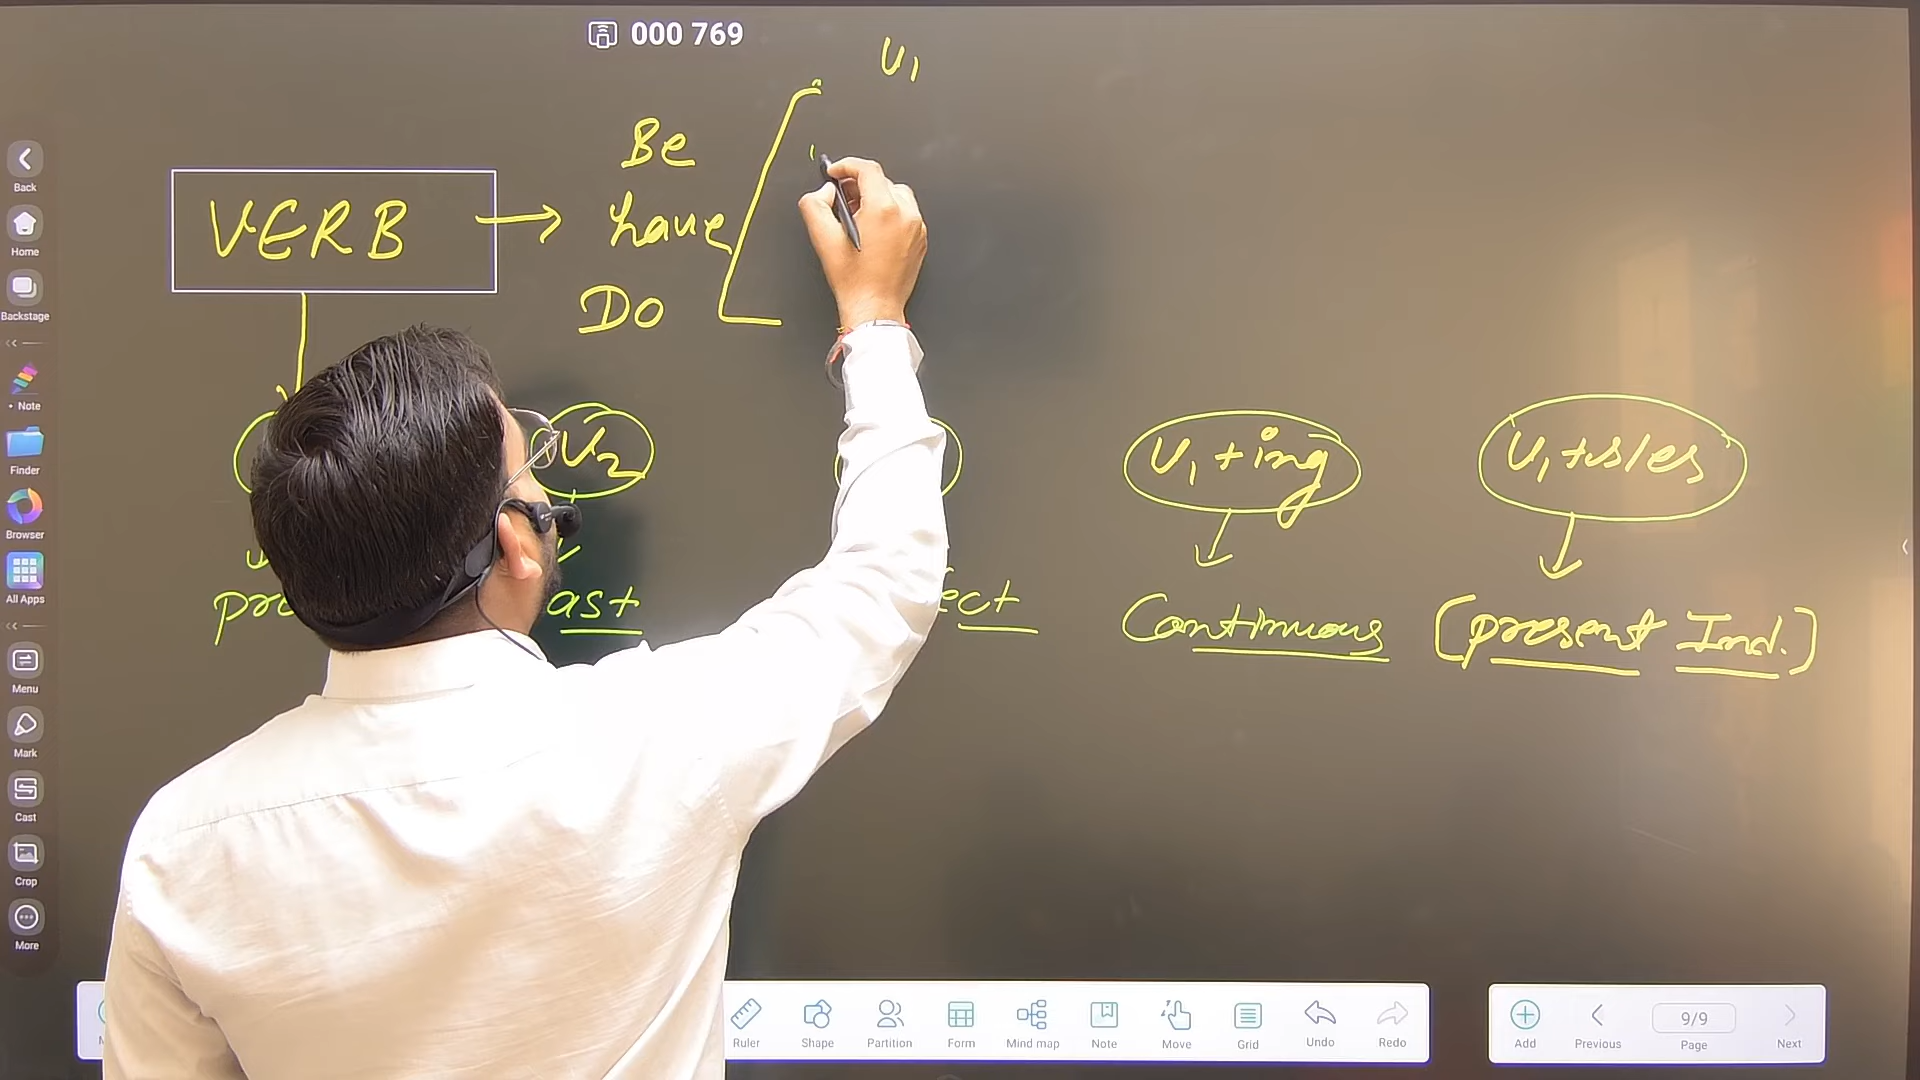 000 769
V1
Be
VERB → have
Do
V2
V1+ing
V1+s/es
Continuous
(present Ind.)
Back
Home
Backstage
Note
Finder
Browser
All Apps
Menu
Mark
Cast
Crop
More
Ruler Shape Partition Form Mind map Note Move Grid Undo Redo
Add Previous 9/9 Page Next